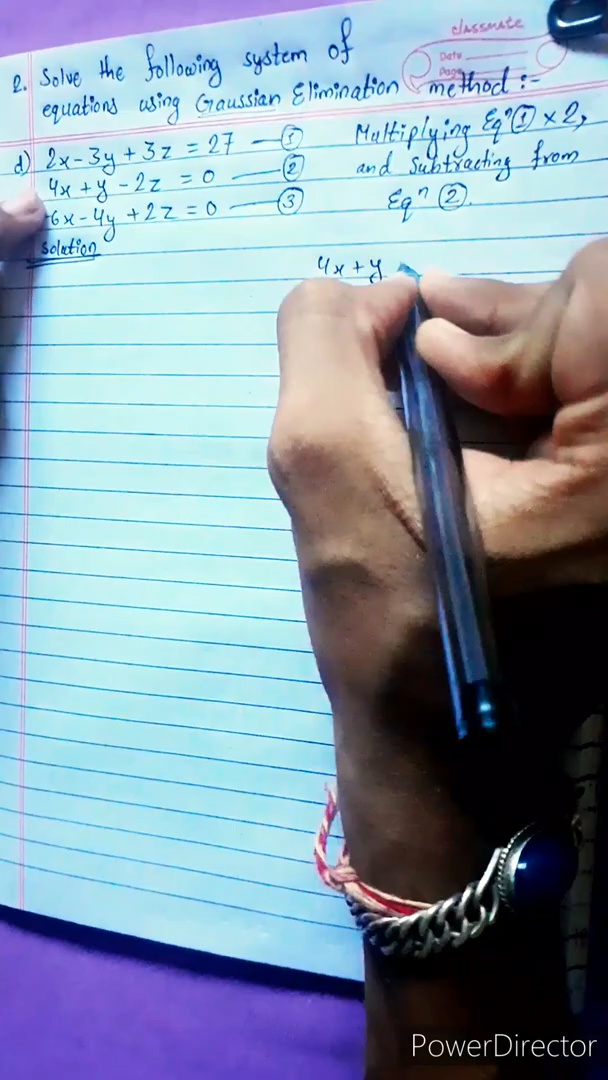 classmate
Date
Page
2. Solve the following system of
equations using Gaussian Elimination method :-
d) 2x - 3y + 3z = 27 — ①
4x + y - 2z = 0 — ②
6x - 4y + 2z = 0 — ③
solution
Multiplying Eqⁿ ① × 2,
and Subtracting from
Eqⁿ ②.
4x + y
PowerDirector